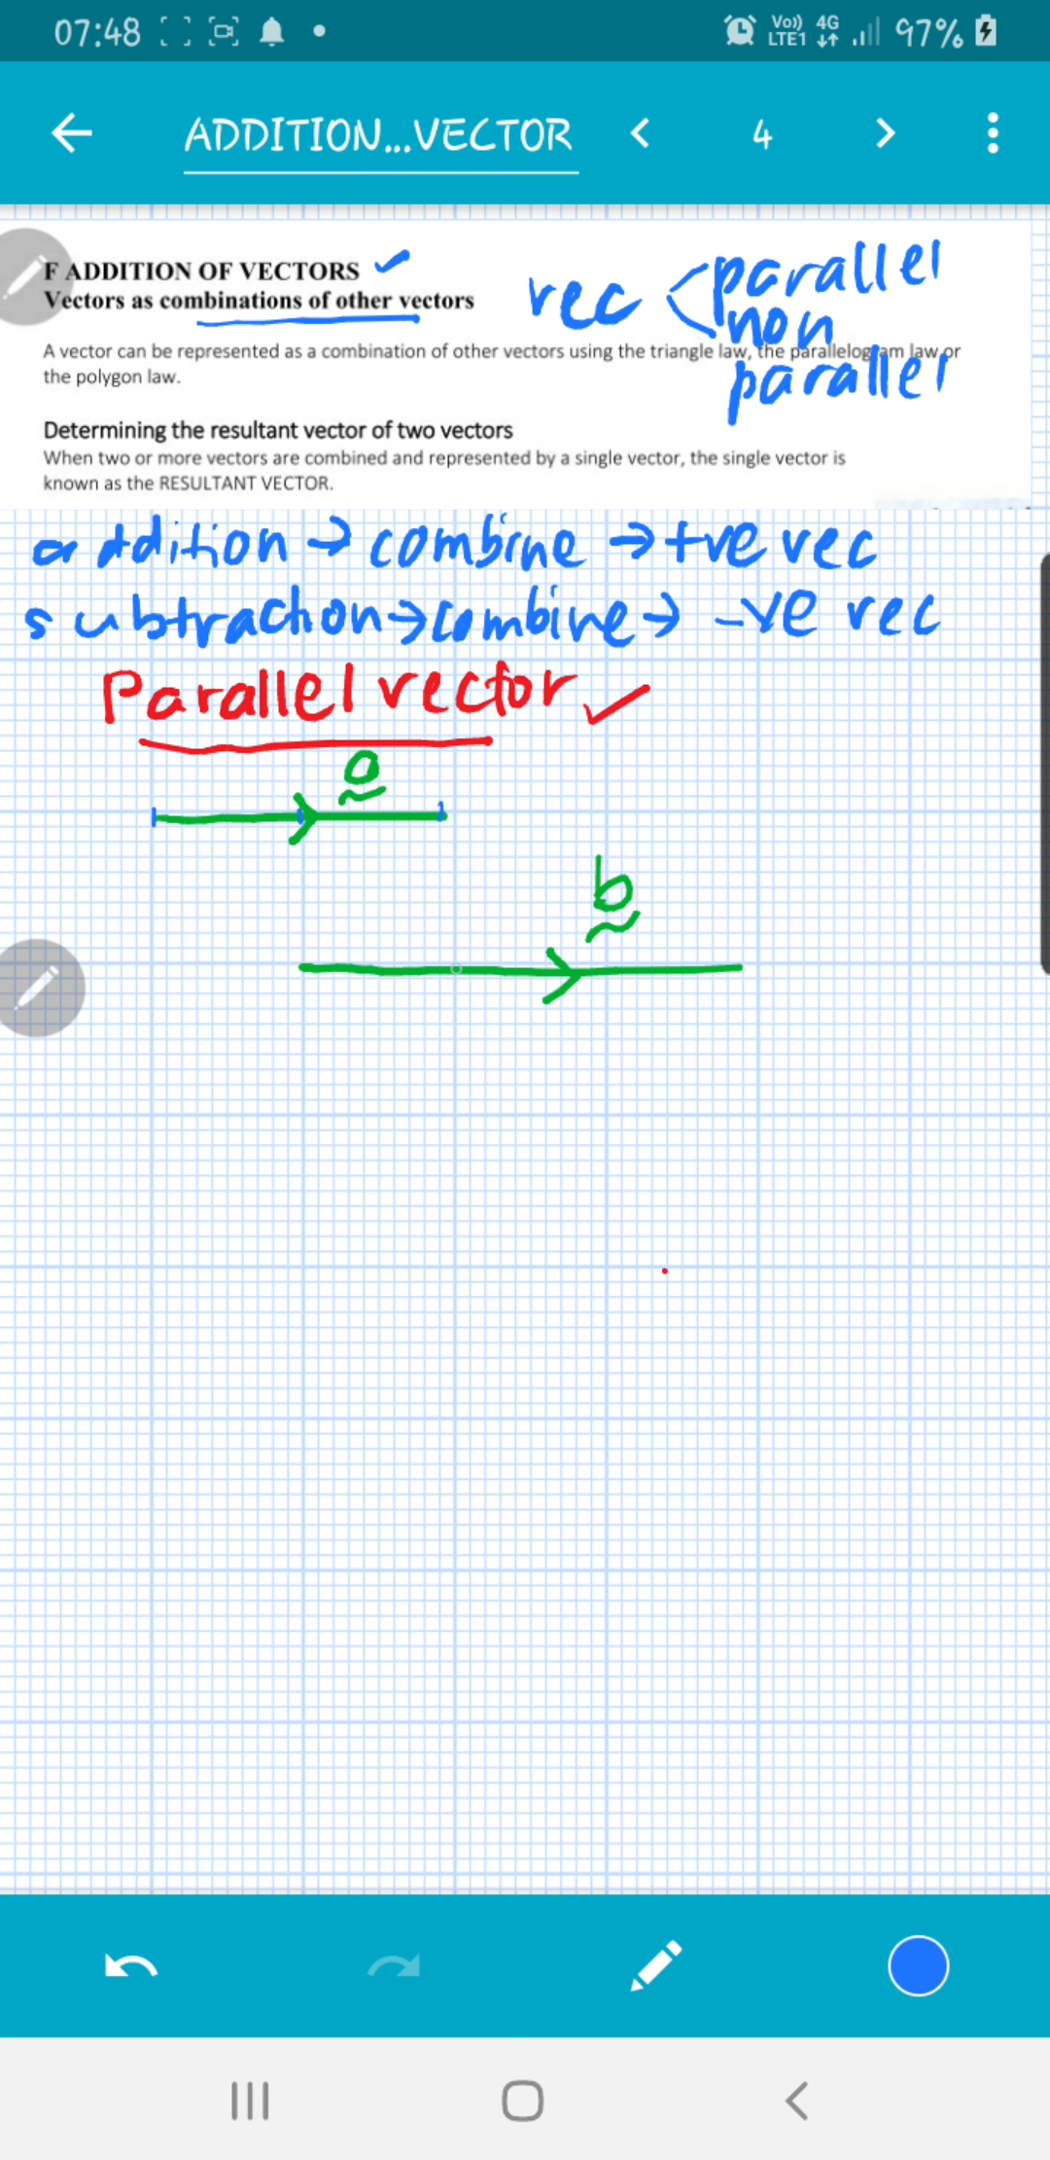 07:48 Vo)) LTE1 4G 97%
ADDITION...VECTOR 4
F ADDITION OF VECTORS
Vectors as combinations of other vectors
vec < parallel
non
parallel
A vector can be represented as a combination of other vectors using the triangle law, the parallelogram law or
the polygon law.
Determining the resultant vector of two vectors
When two or more vectors are combined and represented by a single vector, the single vector is
known as the RESULTANT VECTOR.
addition → combine → +ve vec
subtraction → combine → -ve vec
Parallel vector
a
b